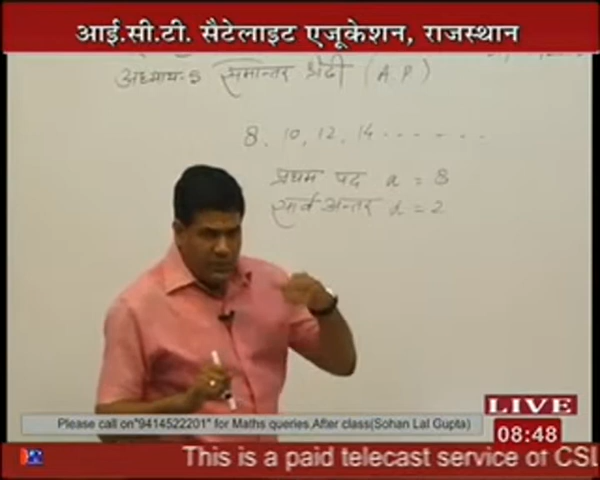 आई.सी.टी. सैटेलाइट एजूकेशन, राजस्थान
अध्याय-5 समान्तर श्रेढी (A.P)
8, 10, 12, 14 - - - - - - -
प्रथम पद a = 8
सार्व अन्तर d = 2
LIVE
Please call on"9414522201" for Maths queries,After class(Sohan Lal Gupta)
08:48
This is a paid telecast service of CSL